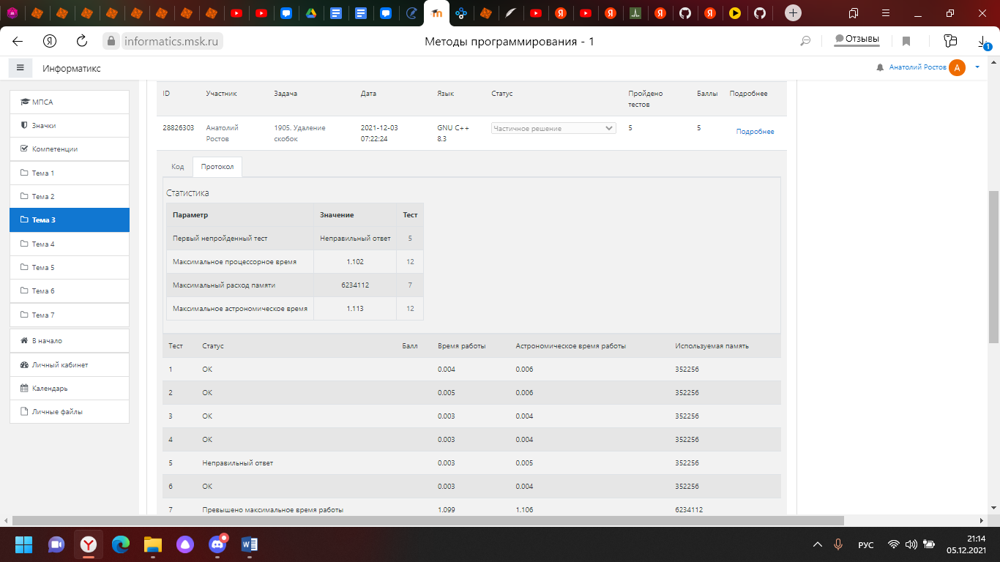 informatics.msk.ru
Методы программирования - 1
Отзывы
1
Информатикс
Анатолий Ростов
А
МПСА
Значки
Компетенции
Тема 1
Тема 2
Тема 3
Тема 4
Тема 5
Тема 6
Тема 7
В начало
Личный кабинет
Календарь
Личные файлы
ID Участник Задача Дата Язык Статус Пройдено тестов Баллы Подробнее
28826303 Анатолий Ростов 1905. Удаление скобок 2021-12-03 07:22:24 GNU C++ 8.3 Частичное решение 5 5 Подробнее
Код Протокол
Статистика
Параметр Значение Тест
Первый непройденный тест Неправильный ответ 5
Максимальное процессорное время 1.102 12
Максимальный расход памяти 6234112 7
Максимальное астрономическое время 1.113 12
Тест Статус Балл Время работы Астрономическое время работы Используемая память
1 OK 0.004 0.006 352256
2 OK 0.005 0.006 352256
3 OK 0.003 0.004 352256
4 OK 0.003 0.004 352256
5 Неправильный ответ 0.003 0.005 352256
6 OK 0.003 0.004 352256
7 Превышено максимальное время работы 1.099 1.106 6234112
РУС
21:14
05.12.2021